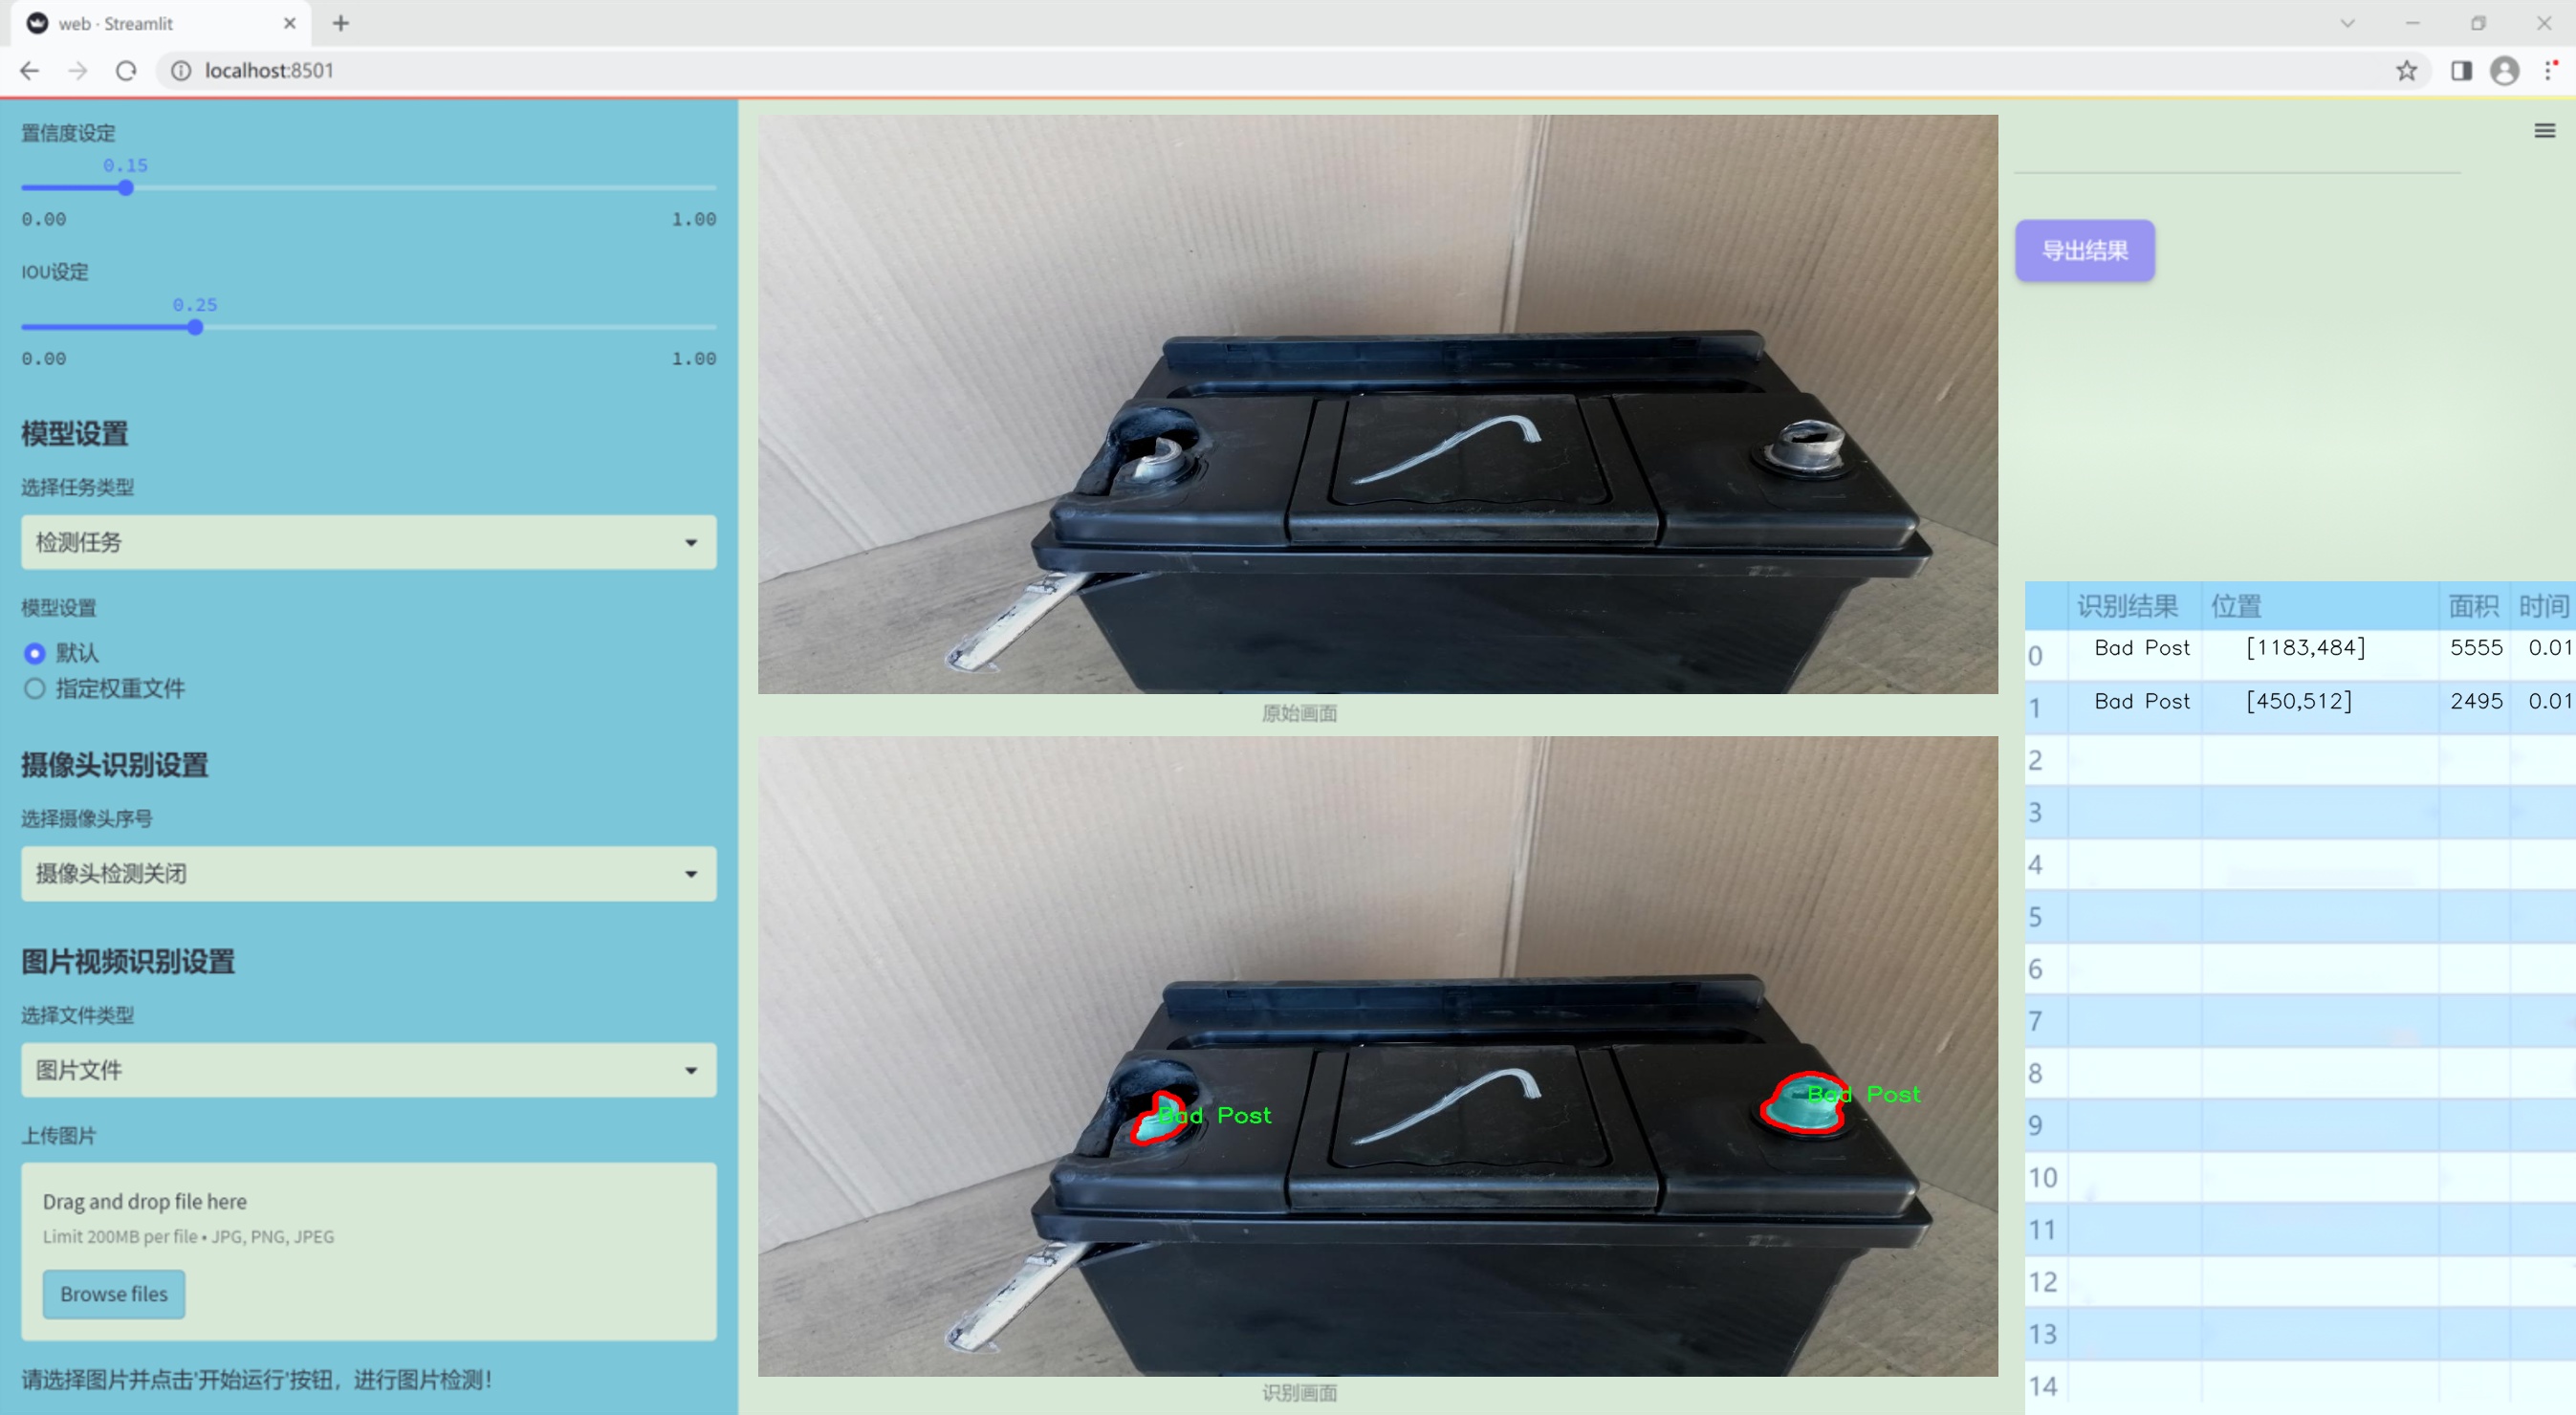 web · Streamlit
localhost:8501
置信度设定
0.15
0.00 1.00
IOU设定
0.25
0.00 1.00
模型设置
选择任务类型
检测任务
模型设置
默认
指定权重文件
摄像头识别设置
选择摄像头序号
摄像头检测关闭
图片视频识别设置
选择文件类型
图片文件
上传图片
Drag and drop file here
Limit 200MB per file • JPG, PNG, JPEG
Browse files
请选择图片并点击'开始运行'按钮，进行图片检测！
原始画面
Bad Post
Bad Post
识别画面
导出结果
识别结果 位置 面积 时间
0 Bad Post [1183,484] 5555 0.01
1 Bad Post [450,512] 2495 0.01
2
3
4
5
6
7
8
9
10
11
12
13
14